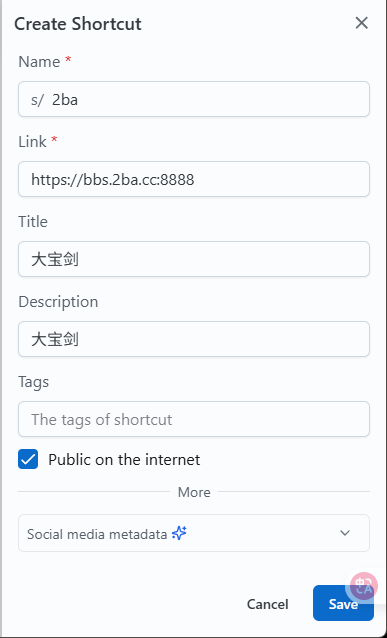 Create Shortcut
Name *
s/ 2ba
Link *
https://bbs.2ba.cc:8888
Title
大宝剑
Description
大宝剑
Tags
The tags of shortcut
Public on the internet
More
Social media metadata
Cancel
Save